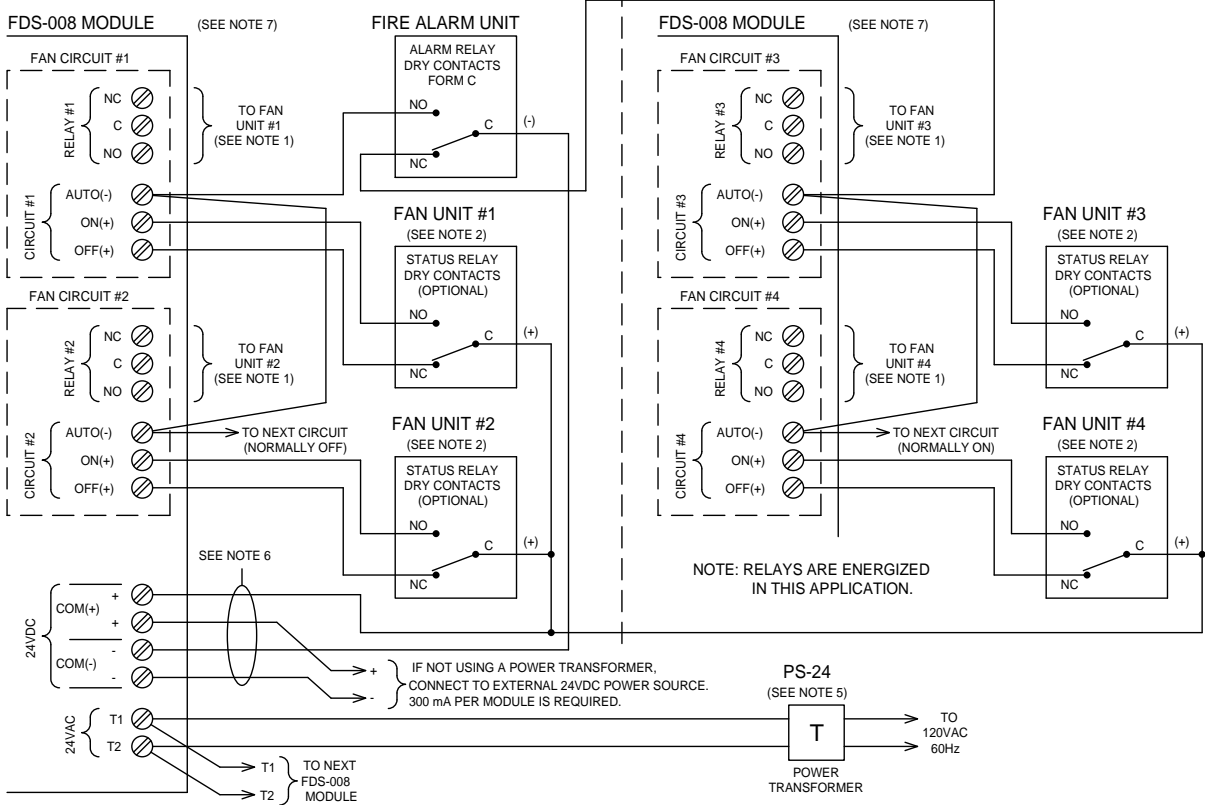 FDS-008 MODULE
(SEE NOTE 7)
FAN CIRCUIT #1
RELAY #1
NC
C
NO
TO FAN
UNIT #1
(SEE NOTE 1)
CIRCUIT #1
AUTO(-)
ON(+)
OFF(+)
FAN CIRCUIT #2
RELAY #2
NC
C
NO
TO FAN
UNIT #2
(SEE NOTE 1)
CIRCUIT #2
AUTO(-)
ON(+)
OFF(+)
TO NEXT CIRCUIT
(NORMALLY OFF)
FIRE ALARM UNIT
ALARM RELAY
DRY CONTACTS
FORM C
NO
C
(-)
NC
FAN UNIT #1
(SEE NOTE 2)
STATUS RELAY
DRY CONTACTS
(OPTIONAL)
NO
C
(+)
NC
FAN UNIT #2
(SEE NOTE 2)
STATUS RELAY
DRY CONTACTS
(OPTIONAL)
NO
C
(+)
NC
FDS-008 MODULE
(SEE NOTE 7)
FAN CIRCUIT #3
RELAY #3
NC
C
NO
TO FAN
UNIT #3
(SEE NOTE 1)
CIRCUIT #3
AUTO(-)
ON(+)
OFF(+)
FAN CIRCUIT #4
RELAY #4
NC
C
NO
TO FAN
UNIT #4
(SEE NOTE 1)
CIRCUIT #4
AUTO(-)
ON(+)
OFF(+)
TO NEXT CIRCUIT
(NORMALLY ON)
FAN UNIT #3
(SEE NOTE 2)
STATUS RELAY
DRY CONTACTS
(OPTIONAL)
NO
C
(+)
NC
FAN UNIT #4
(SEE NOTE 2)
STATUS RELAY
DRY CONTACTS
(OPTIONAL)
NO
C
(+)
NC
NOTE: RELAYS ARE ENERGIZED
IN THIS APPLICATION.
SEE NOTE 6
24VDC
COM(+)
+
+
COM(-)
-
-
+
-
IF NOT USING A POWER TRANSFORMER,
CONNECT TO EXTERNAL 24VDC POWER SOURCE.
300 mA PER MODULE IS REQUIRED.
24VAC
T1
T2
T1
T2
TO NEXT
FDS-008
MODULE
PS-24
(SEE NOTE 5)
T
POWER
TRANSFORMER
TO
120VAC
60Hz